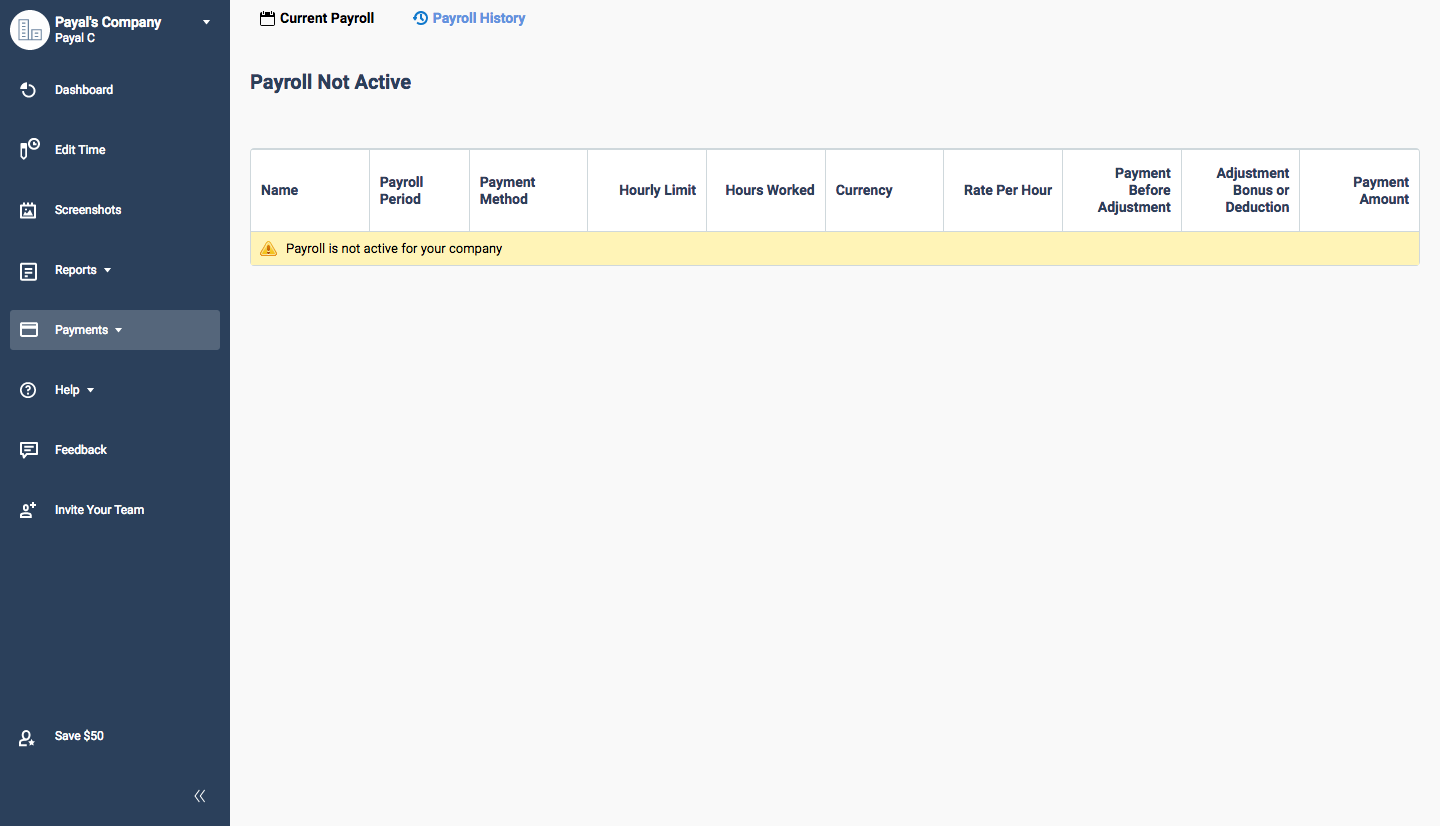 Payal's Company
Payal C
Dashboard
Edit Time
Screenshots
Reports
Payments
Help
Feedback
Invite Your Team
Save $50
Current Payroll
Payroll History
Payroll Not Active
Name
Payroll
Period
Payment
Method
Hourly Limit
Hours Worked
Currency
Rate Per Hour
Payment
Before
Adjustment
Adjustment
Bonus or
Deduction
Payment
Amount
Payroll is not active for your company